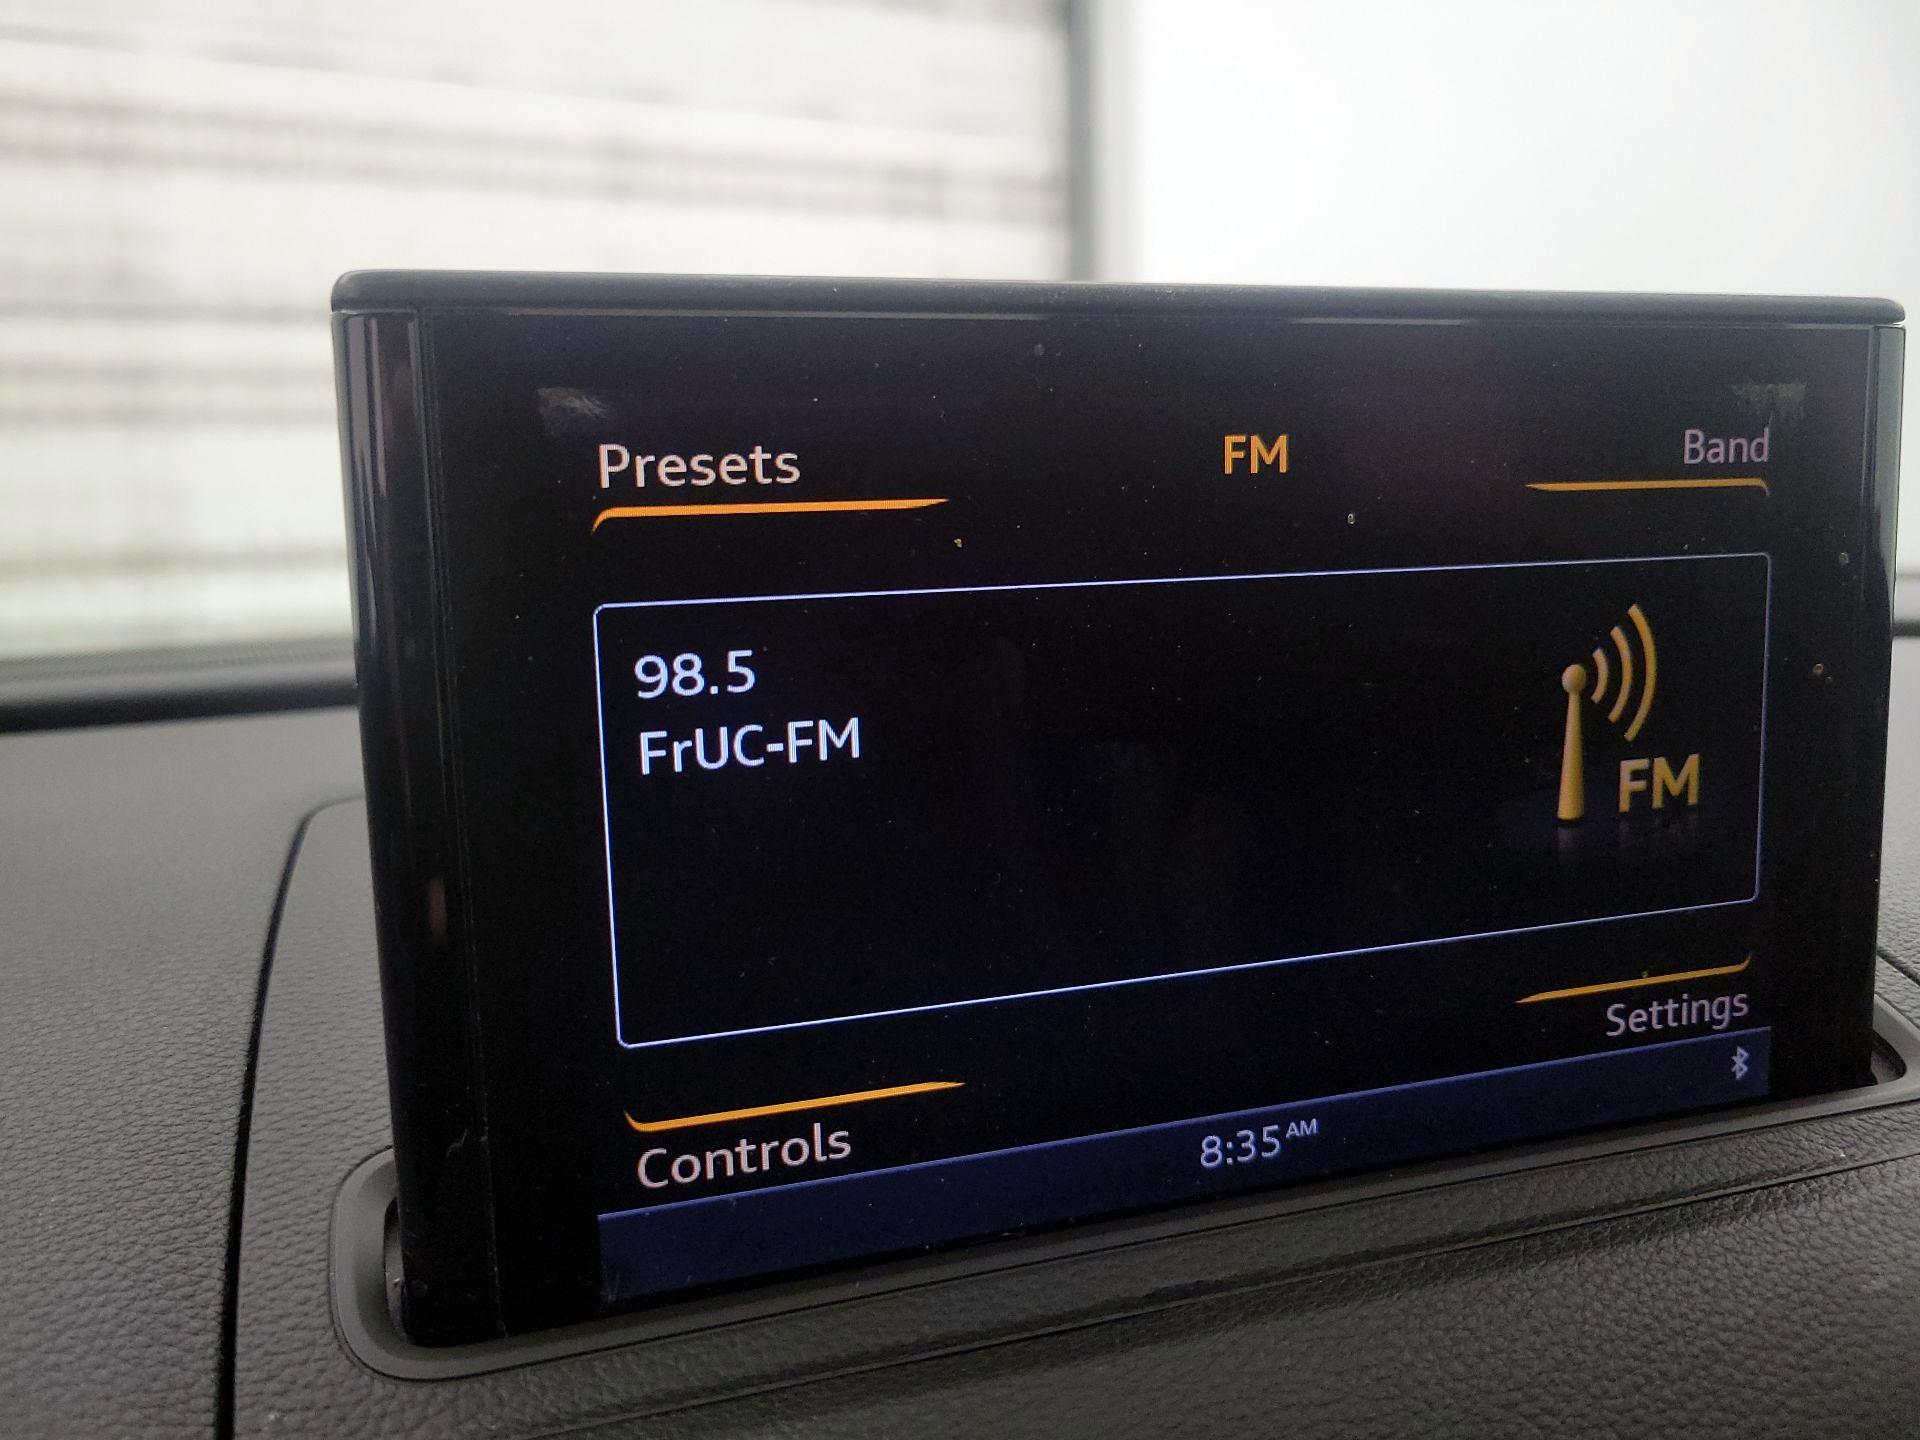 Presets
FM
Band
98.5
FrUC-FM
FM
Settings
Controls
8:35 AM